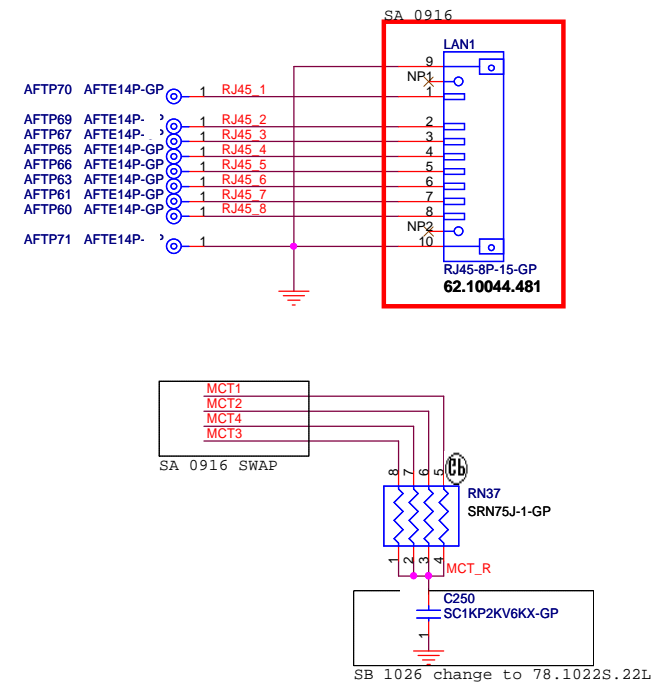 SA 0916
LAN1
9
NP1
AFTP70 AFTE14P-GP 1 RJ45_1 1
AFTP69 AFTE14P- 1 RJ45_2 2
AFTP67 AFTE14P- 1 RJ45_3 3
AFTP65 AFTE14P-GP 1 RJ45_4 4
AFTP66 AFTE14P-GP 1 RJ45_5 5
AFTP63 AFTE14P-GP 1 RJ45_6 6
AFTP61 AFTE14P-GP 1 RJ45_7 7
AFTP60 AFTE14P-GP 1 RJ45_8 8
NP2
AFTP71 AFTE14P- 1 10
RJ45-8P-15-GP
62.10044.481
MCT1
MCT2
MCT4
MCT3
SA 0916 SWAP
8 7 6 5
RN37
SRN75J-1-GP
1 2 3 4
MCT_R
C250
SC1KP2KV6KX-GP
1
SB 1026 change to 78.1022S.22L